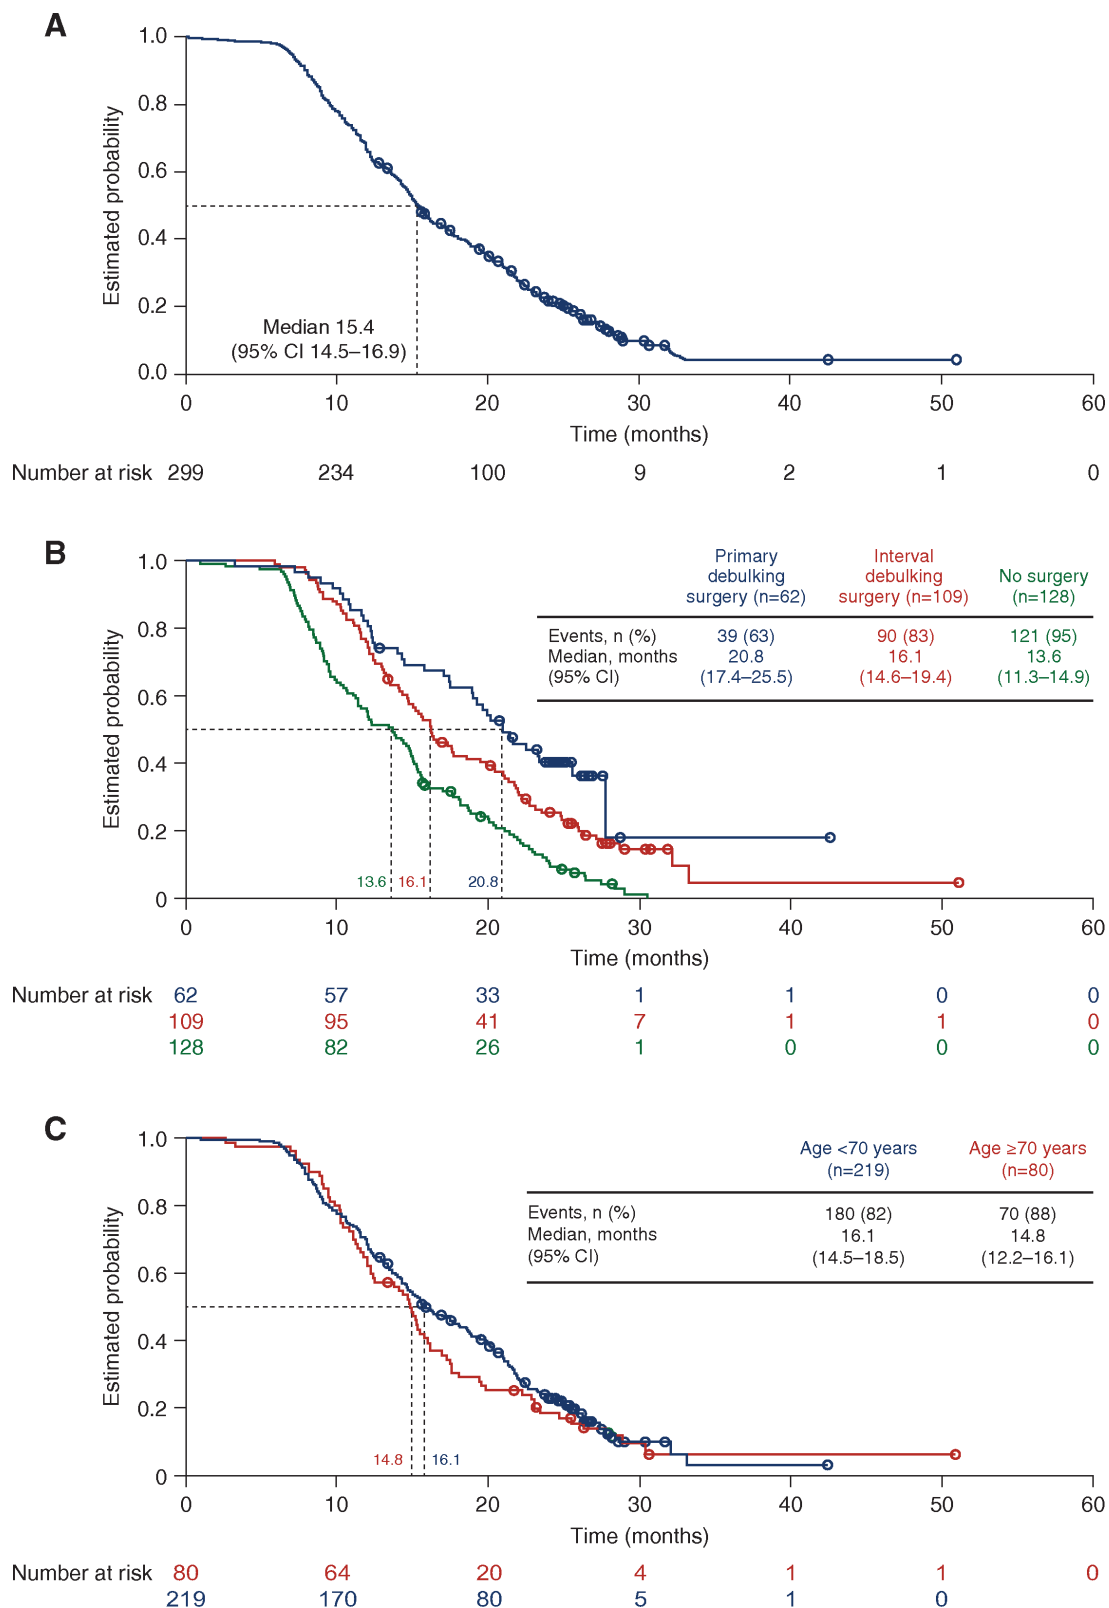 A
1.0
0.8
0.6
0.4
0.2
0.0
Estimated probability
Median 15.4
(95% CI 14.5–16.9)
0 10 20 30 40 50 60
Time (months)
Number at risk 299 234 100 9 2 1 0
B
1.0
0.8
0.6
0.4
0.2
0
Estimated probability
Primary debulking surgery (n=62)
Interval debulking surgery (n=109)
No surgery (n=128)
Events, n (%) 39 (63) 90 (83) 121 (95)
Median, months 20.8 16.1 13.6
(95% CI) (17.4–25.5) (14.6–19.4) (11.3–14.9)
13.6 16.1 20.8
0 10 20 30 40 50 60
Time (months)
Number at risk 62 57 33 1 1 0 0
109 95 41 7 1 1 0
128 82 26 1 0 0 0
C
1.0
0.8
0.6
0.4
0.2
0
Estimated probability
Age <70 years (n=219)
Age ≥70 years (n=80)
Events, n (%) 180 (82) 70 (88)
Median, months 16.1 14.8
(95% CI) (14.5–18.5) (12.2–16.1)
14.8 16.1
0 10 20 30 40 50 60
Time (months)
Number at risk 80 64 20 4 1 1 0
219 170 80 5 1 0